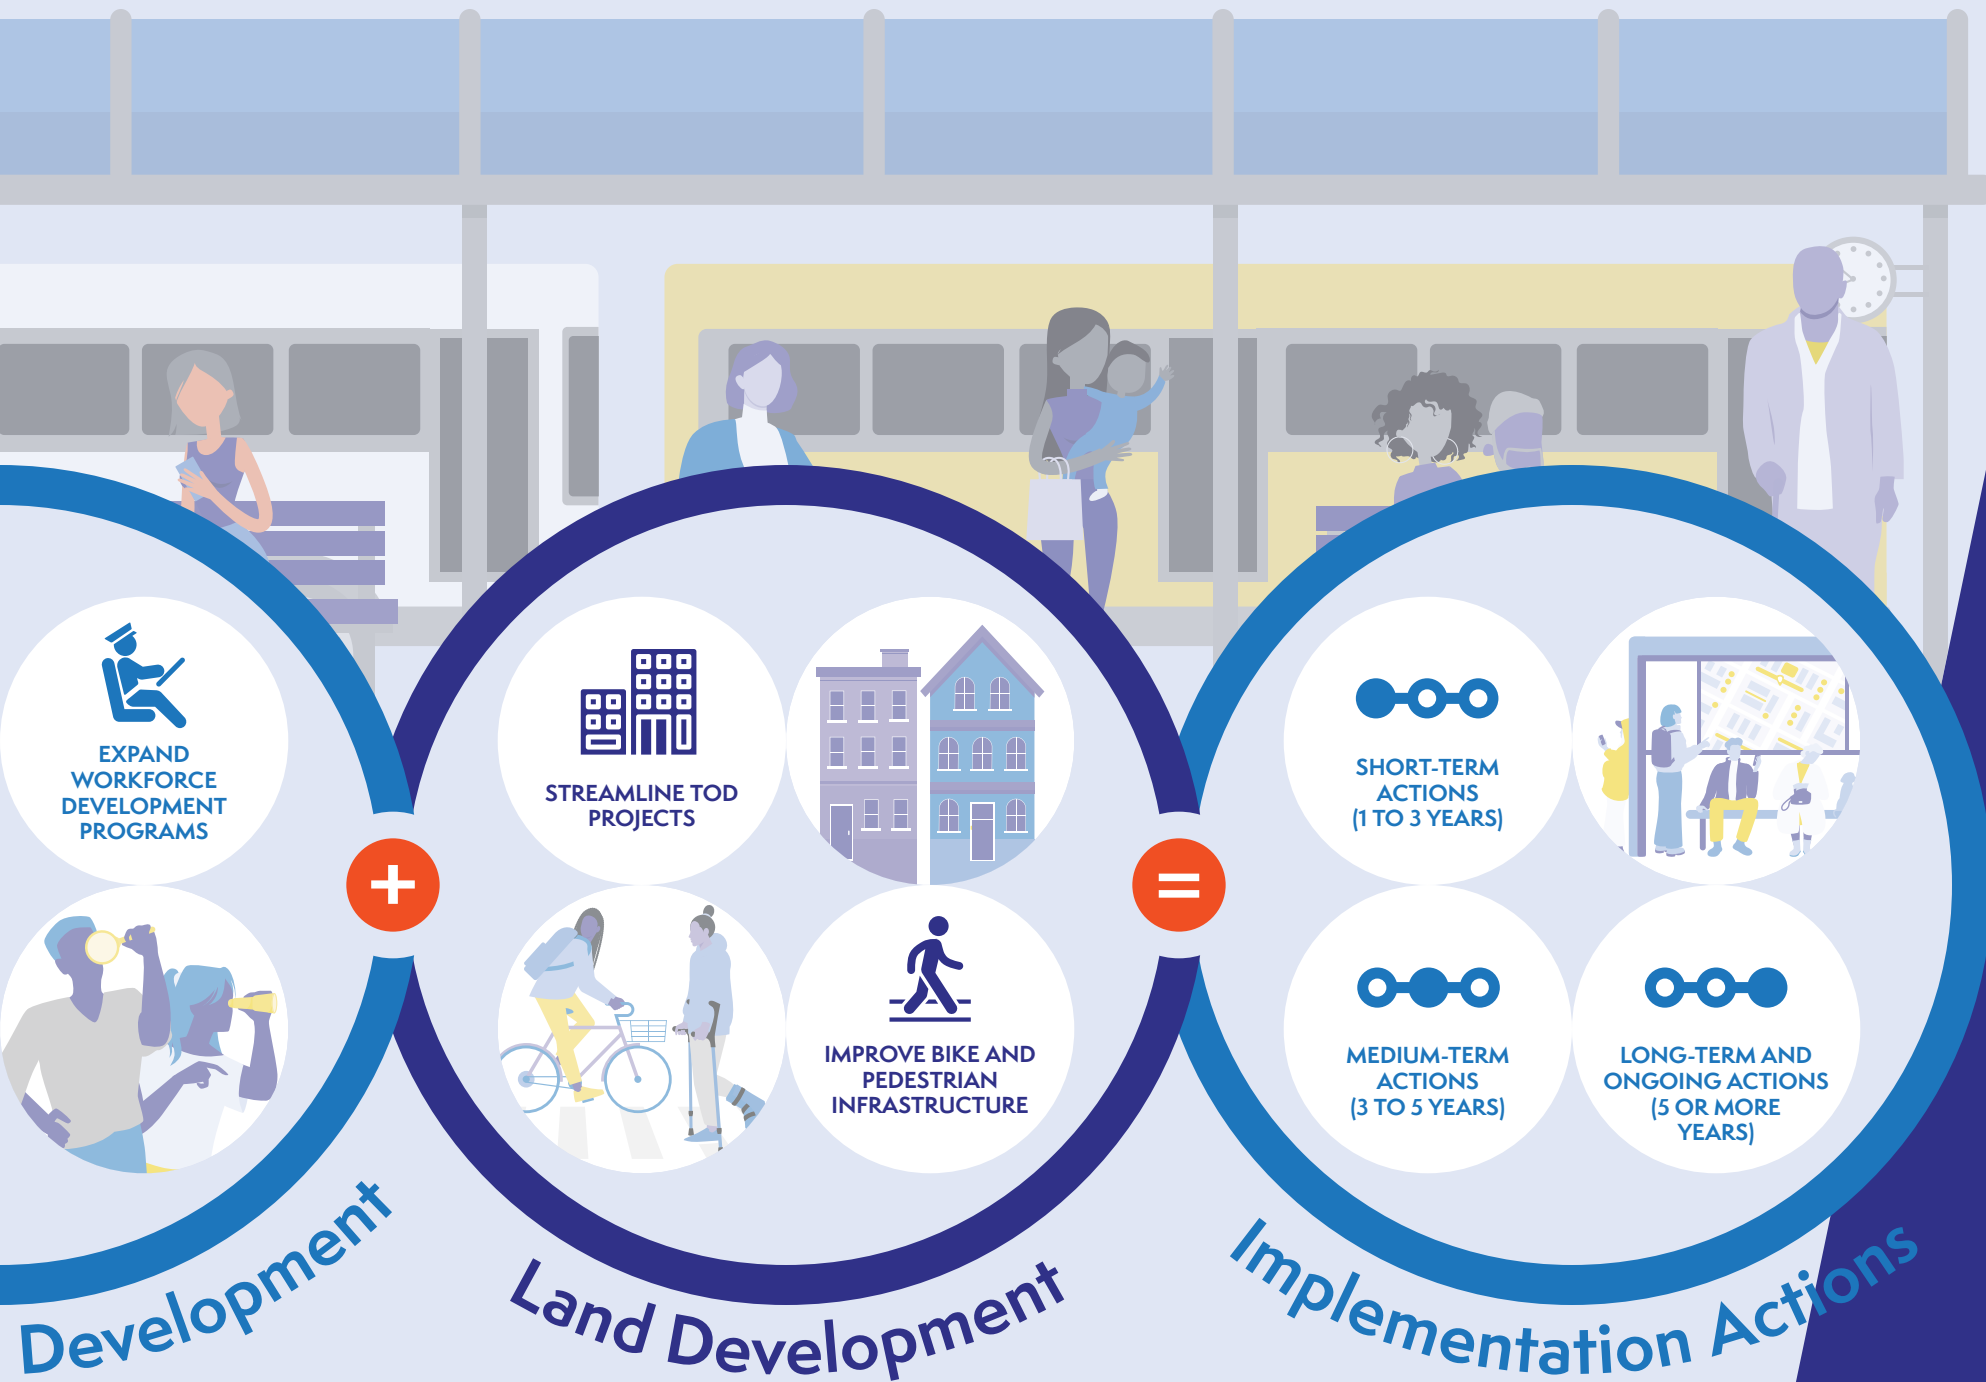 EXPAND
WORKFORCE
DEVELOPMENT
PROGRAMS
+
Development
STREAMLINE TOD
PROJECTS
IMPROVE BIKE AND
PEDESTRIAN
INFRASTRUCTURE
Land Development
=
SHORT-TERM
ACTIONS
(1 TO 3 YEARS)
MEDIUM-TERM
ACTIONS
(3 TO 5 YEARS)
LONG-TERM AND
ONGOING ACTIONS
(5 OR MORE
YEARS)
Implementation Actions